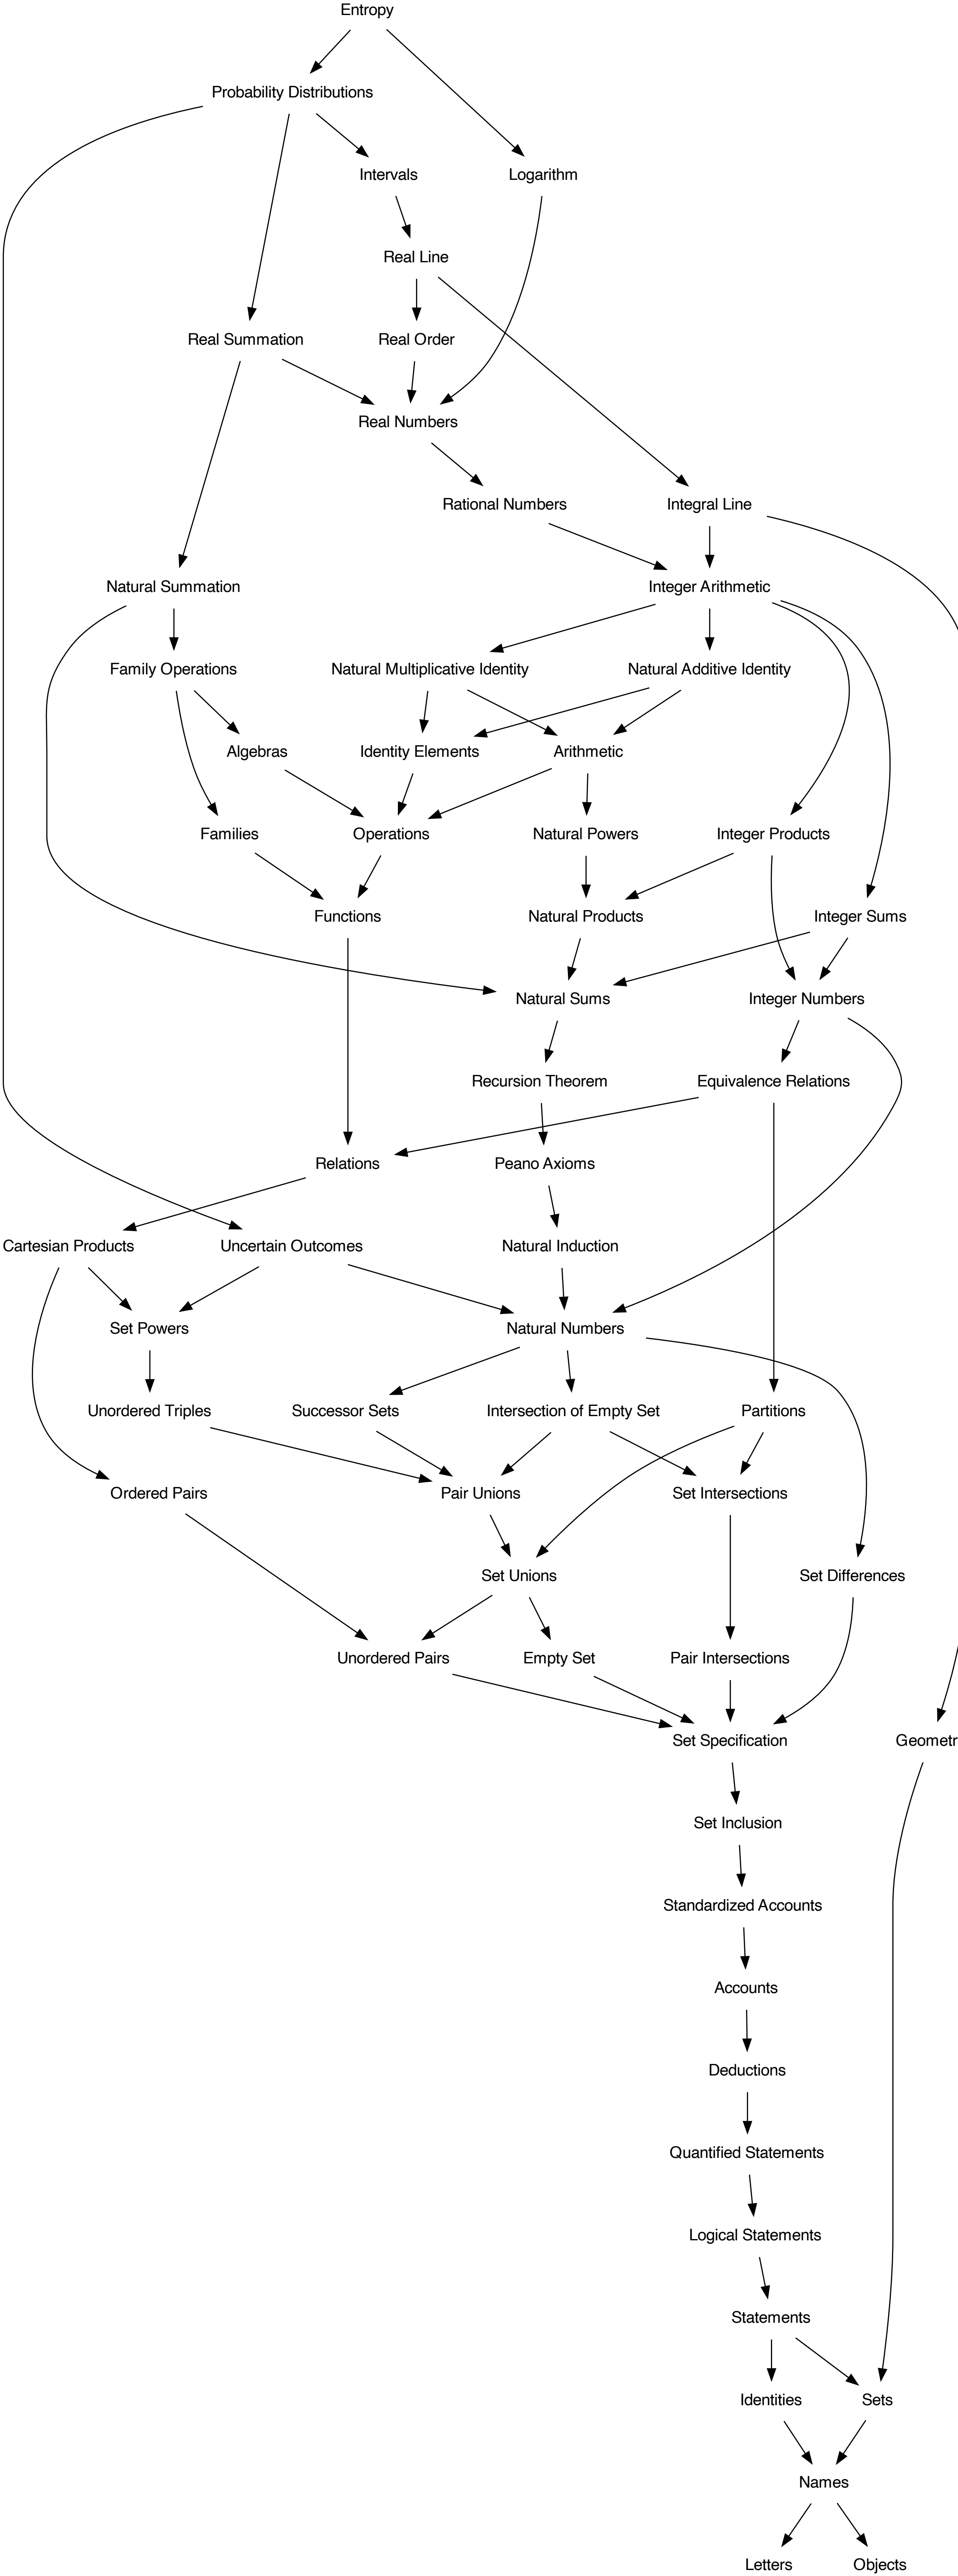 Entropy
Probability Distributions
Intervals
Logarithm
Real Line
Real Summation
Real Order
Real Numbers
Rational Numbers
Integral Line
Natural Summation
Integer Arithmetic
Family Operations
Natural Multiplicative Identity
Natural Additive Identity
Algebras
Identity Elements
Arithmetic
Families
Operations
Natural Powers
Integer Products
Functions
Natural Products
Integer Sums
Natural Sums
Integer Numbers
Recursion Theorem
Equivalence Relations
Relations
Peano Axioms
Cartesian Products
Uncertain Outcomes
Natural Induction
Set Powers
Natural Numbers
Unordered Triples
Successor Sets
Intersection of Empty Set
Partitions
Ordered Pairs
Pair Unions
Set Intersections
Set Unions
Set Differences
Unordered Pairs
Empty Set
Pair Intersections
Set Specification
Geometr
Set Inclusion
Standardized Accounts
Accounts
Deductions
Quantified Statements
Logical Statements
Statements
Identities
Sets
Names
Letters
Objects